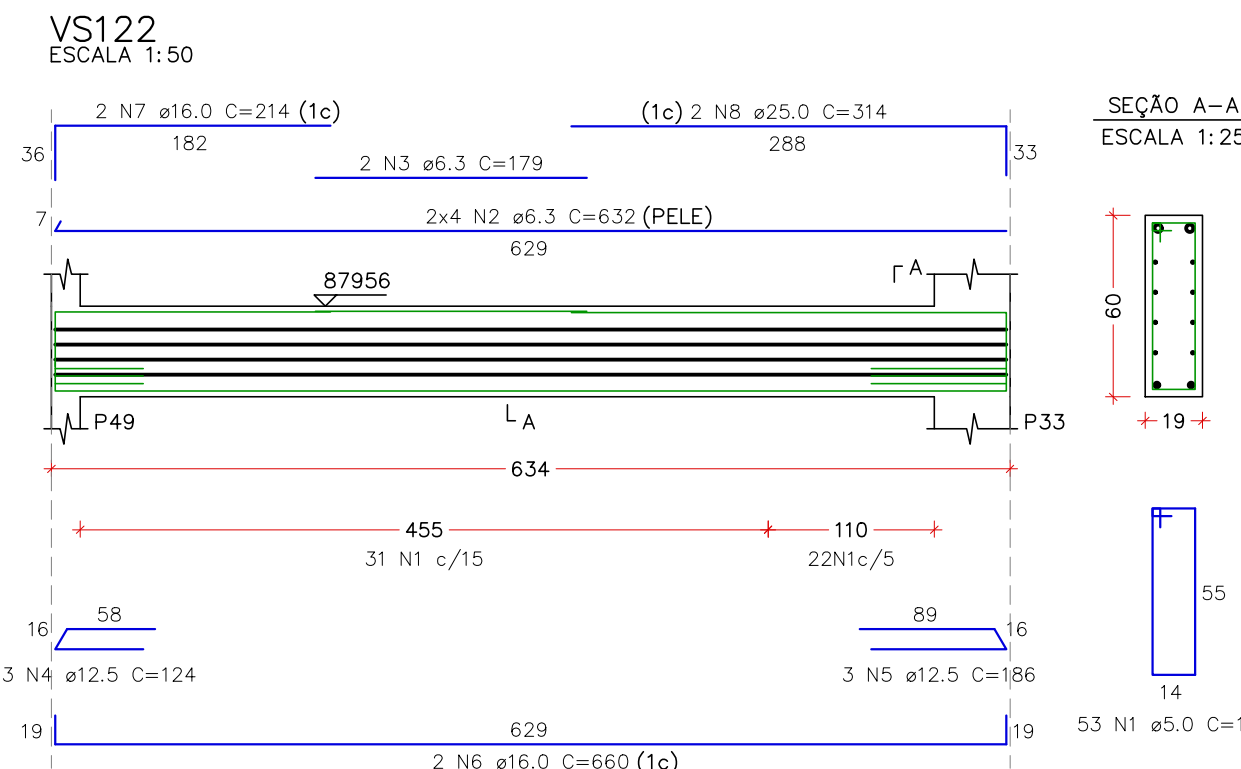 VS122
ESCALA 1:50
2 N7 ø16.0 C=214 (1c)
182
36
(1c) 2 N8 ø25.0 C=314
288
33
SEÇÃO A-A
ESCALA 1:25
2 N3 ø6.3 C=179
7
2x4 N2 ø6.3 C=632 (PELE)
629
87956
A
60
19
P49
A
P33
634
455
110
31 N1 c/15
22N1c/5
55
14
53 N1 ø5.0 C=1
16
58
3 N4 ø12.5 C=124
89
16
3 N5 ø12.5 C=186
19
629
19
2 N6 ø16.0 C=660 (1c)